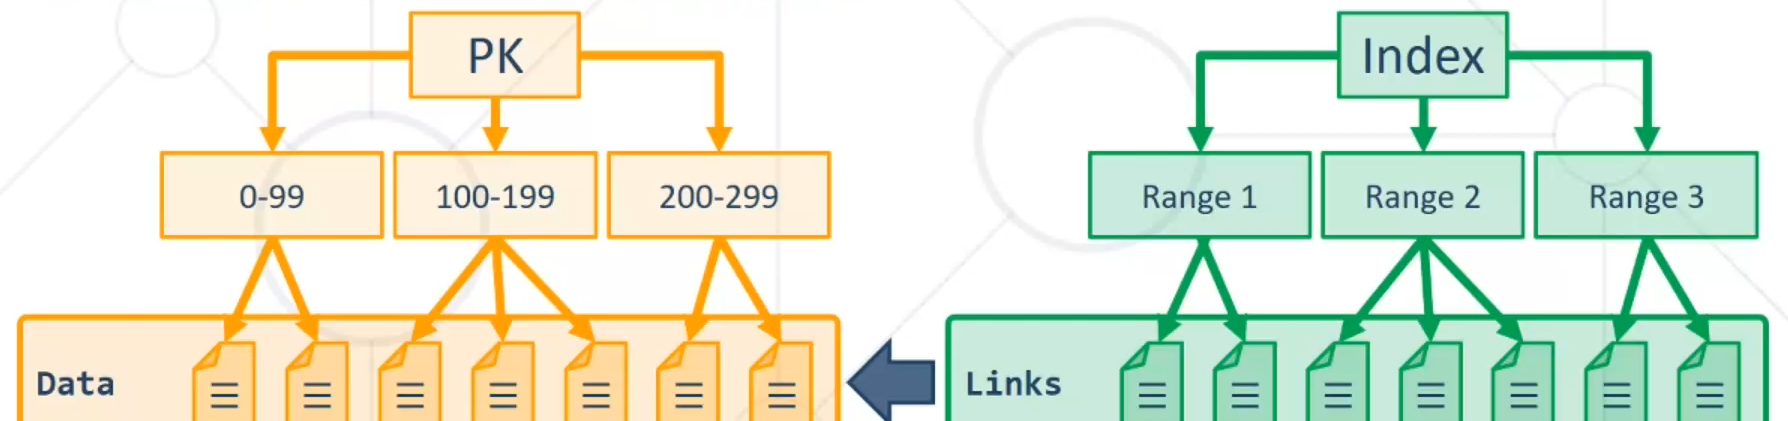 PK
0-99
100-199
200-299
Data
Index
Range 1
Range 2
Range 3
Links